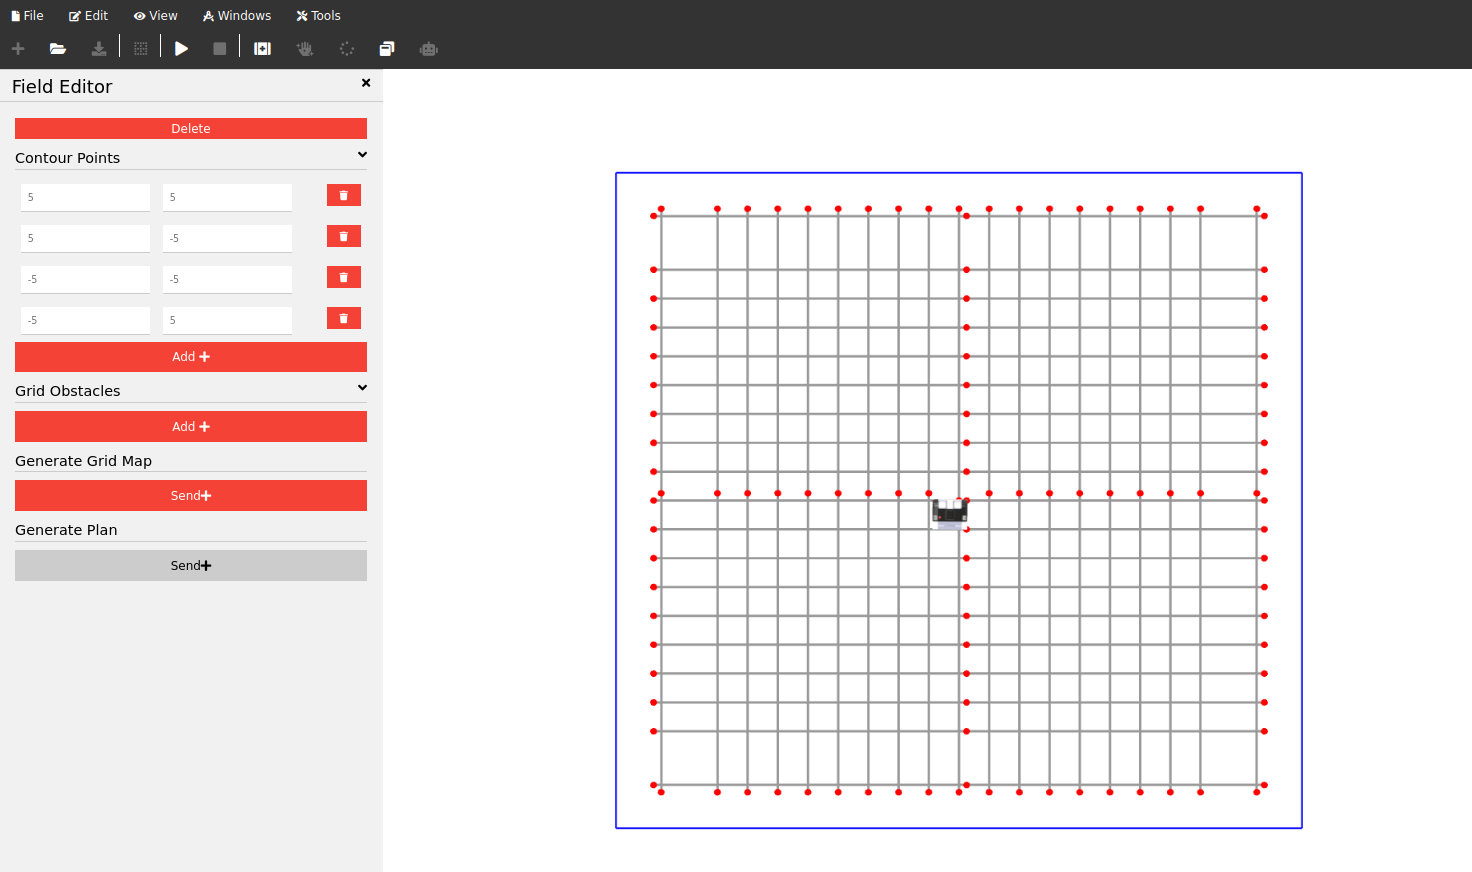 File Edit View Windows Tools
Field Editor
Delete
Contour Points
5 5
5 -5
-5 -5
-5 5
Add
Grid Obstacles
Add
Generate Grid Map
Send
Generate Plan
Send